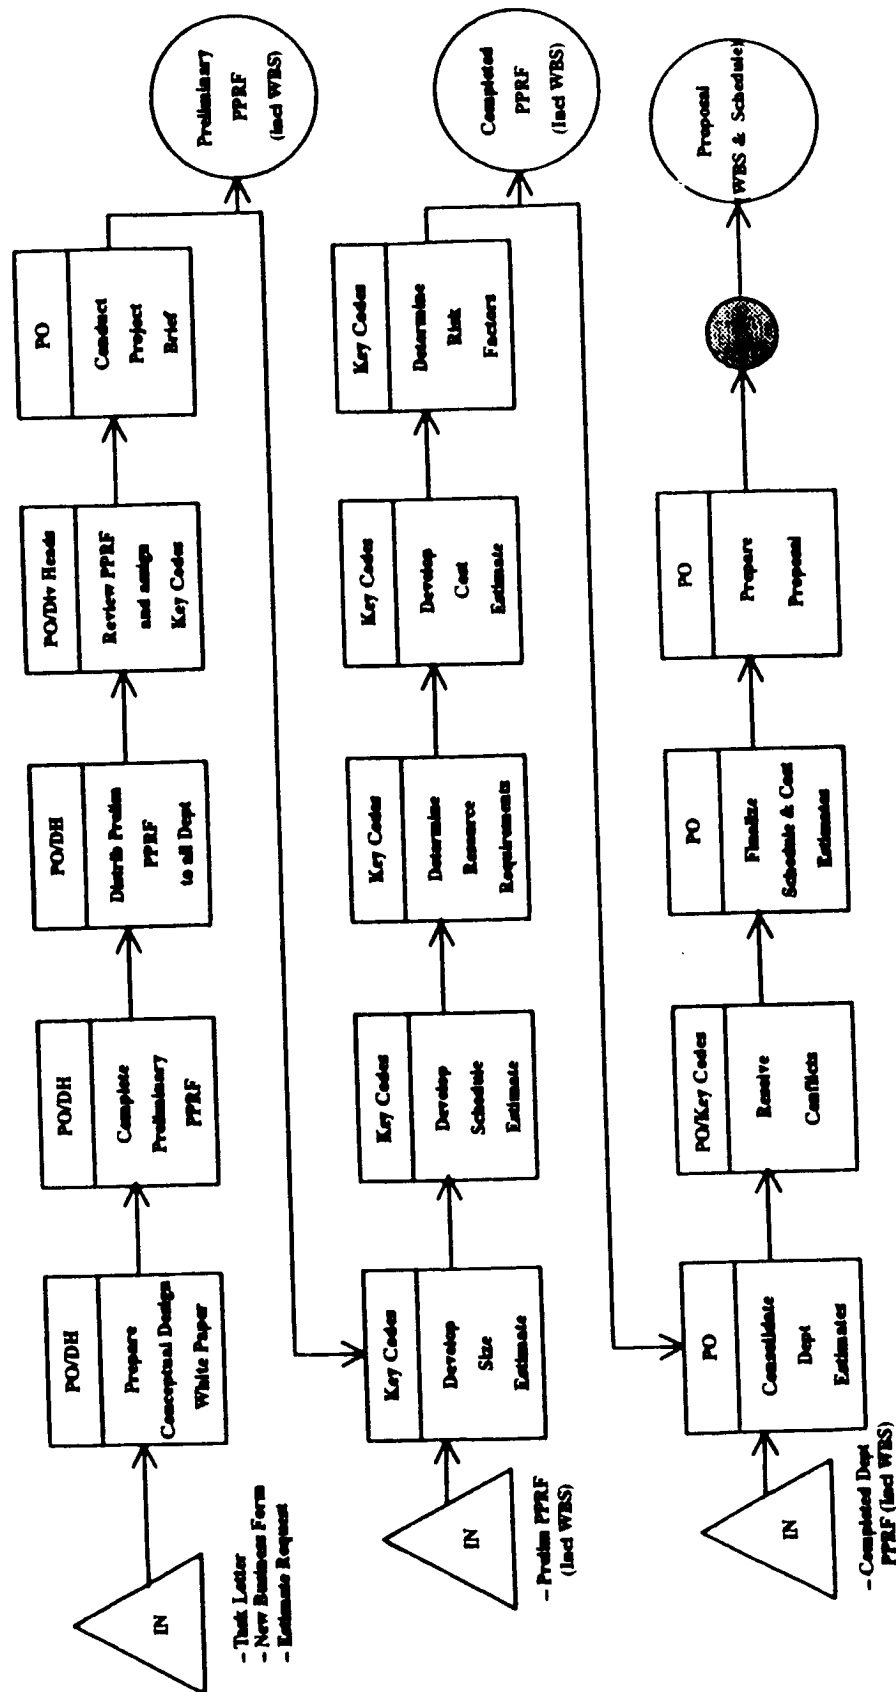 IN
- Task Letter
- New Business Form
- Estimate Request
PO/DH
Prepare
Conceptual Design
White Paper
PO/DH
Complete
Preliminary
PPRF
PO/DH
Distrib Prelim
PPRF
to all Dept
PO/Div Heads
Review PPRF
and assign
Key Codes
PO
Conduct
Project
Brief
Preliminary
PPRF
(incl WBS)
IN
- Prelim PPRF
(incl WBS)
Key Codes
Develop
Size
Estimate
Key Codes
Develop
Schedule
Estimate
Key Codes
Determine
Resource
Requirements
Key Codes
Develop
Cost
Estimate
Key Codes
Determine
Risk
Factors
Completed
PPRF
(Incl WBS)
IN
- Completed Dept
PPRF (incl WBS)
PO
Consolidate
Dept
Estimates
PO/Key Codes
Resolve
Conflicts
PO
Finalize
Schedule & Cost
Estimates
PO
Prepare
Proposal
Proposal
(WBS & Schedule)